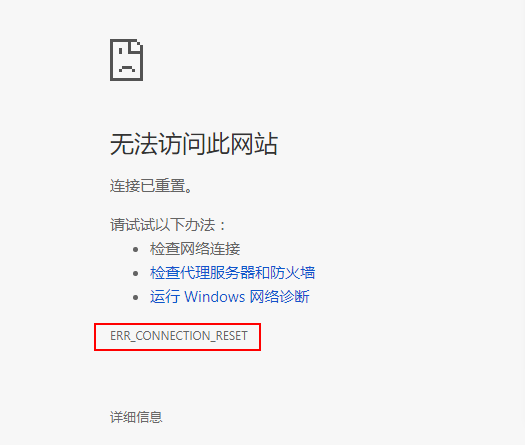 无法访问此网站
连接已重置。
请试试以下办法：
检查网络连接
检查代理服务器和防火墙
运行 Windows 网络诊断
ERR_CONNECTION_RESET
详细信息